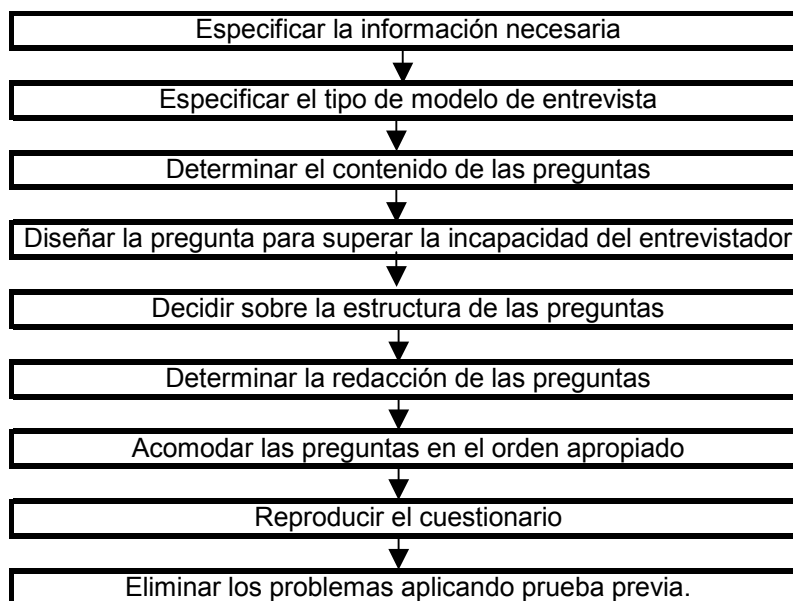 Especificar la información necesaria
Especificar el tipo de modelo de entrevista
Determinar el contenido de las preguntas
Diseñar la pregunta para superar la incapacidad del entrevistador
Decidir sobre la estructura de las preguntas
Determinar la redacción de las preguntas
Acomodar las preguntas en el orden apropiado
Reproducir el cuestionario
Eliminar los problemas aplicando prueba previa.